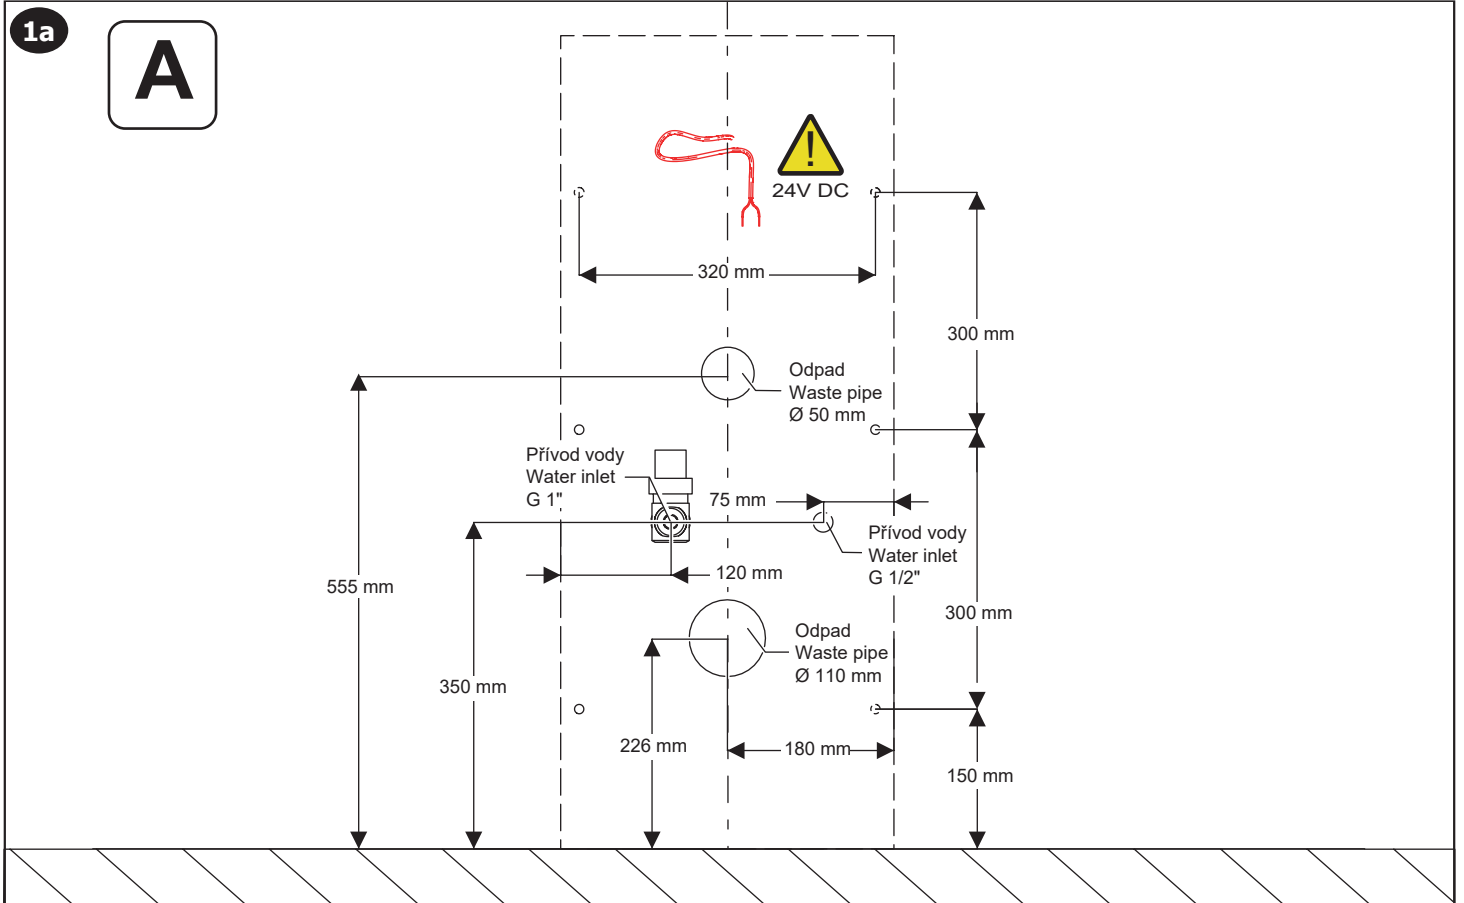 1a
A
24V DC
320 mm
300 mm
Odpad
Waste pipe
Ø 50 mm
Přívod vody
Water inlet
G 1"
75 mm
Přívod vody
Water inlet
G 1/2"
120 mm
555 mm
300 mm
Odpad
Waste pipe
Ø 110 mm
350 mm
226 mm
180 mm
150 mm